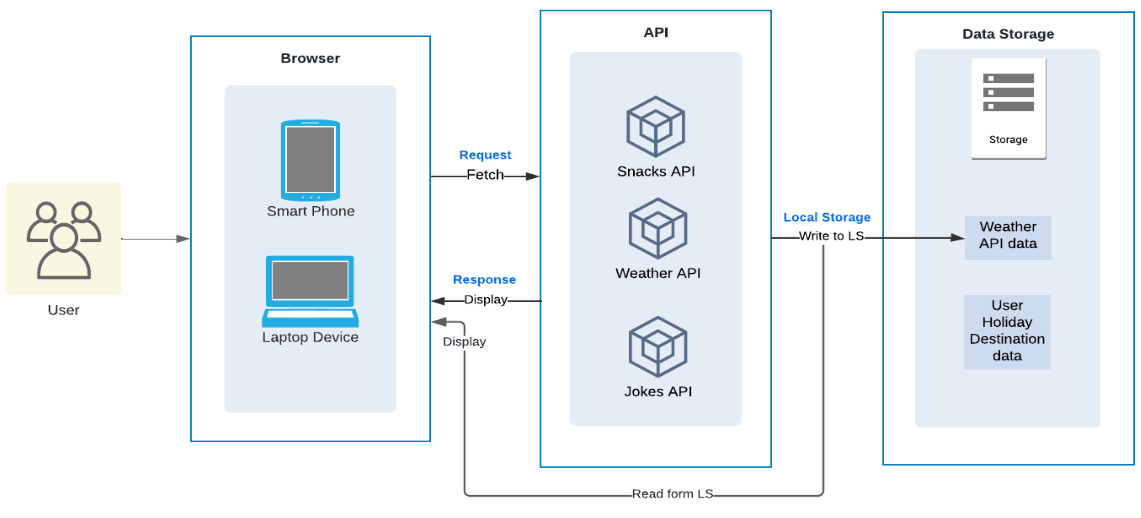 User
Browser
Smart Phone
Laptop Device
Request
Fetch
Response
Display
Display
API
Snacks API
Weather API
Jokes API
Local Storage
Write to LS
Read form LS
Data Storage
Storage
Weather
API data
User
Holiday
Destination
data